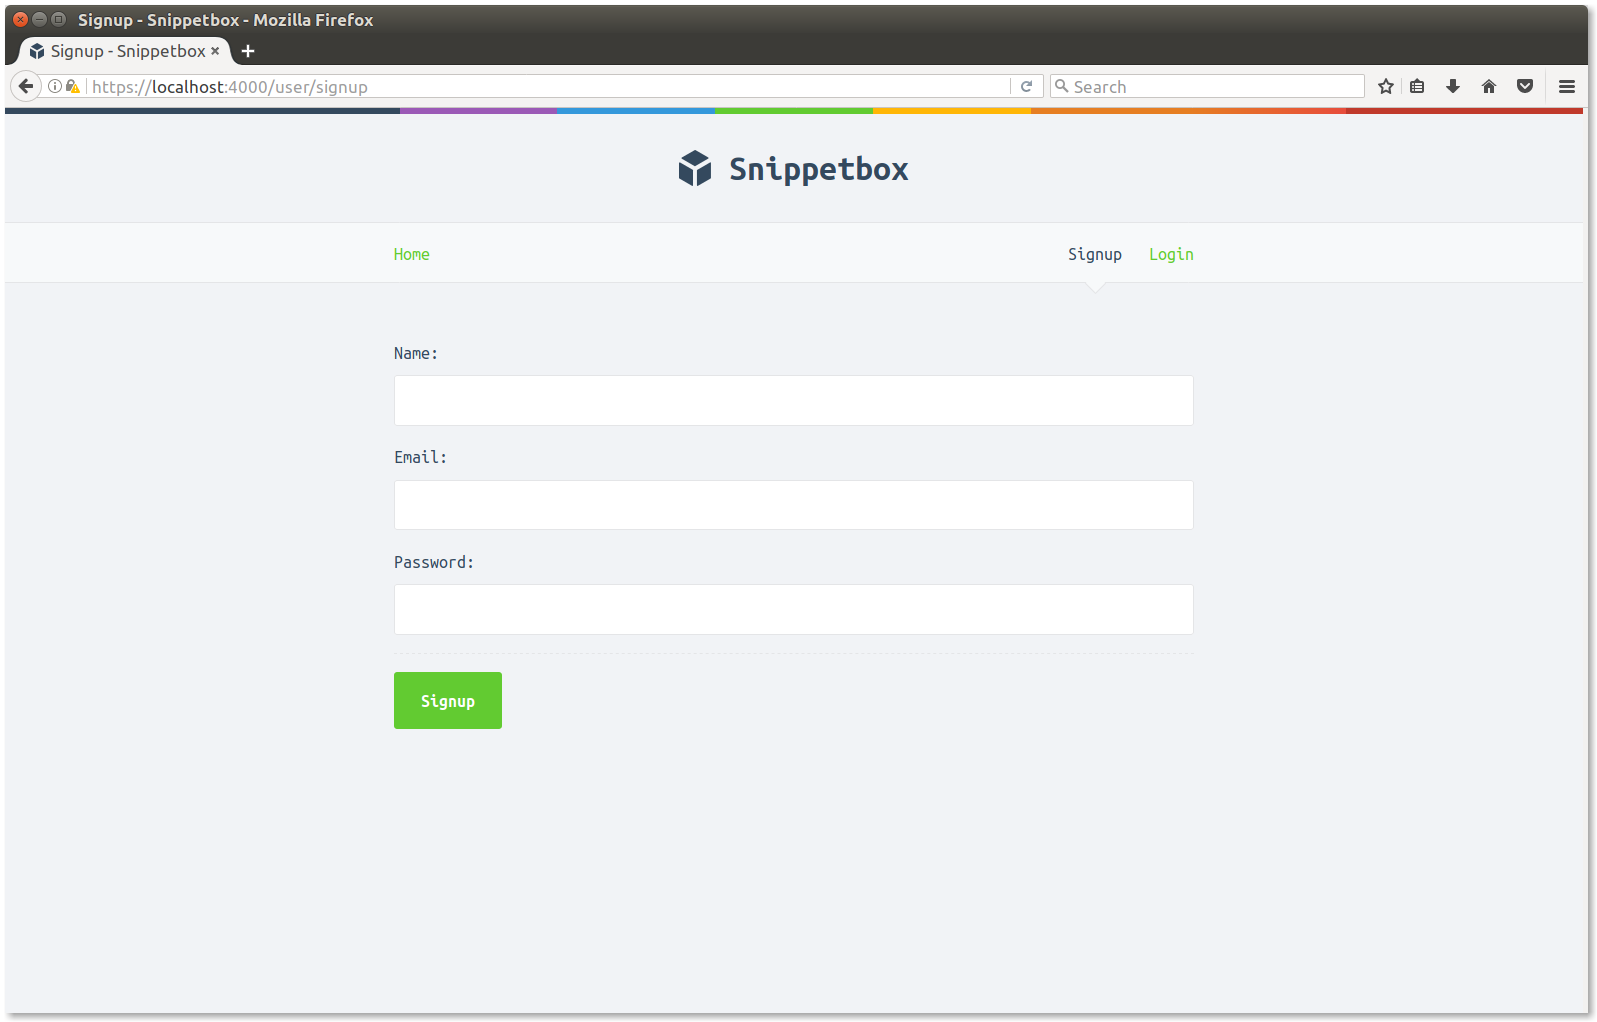 Signup - Snippetbox - Mozilla Firefox
Signup - Snippetbox
https://localhost:4000/user/signup
Search
Snippetbox
Home Signup Login
Name:
Email:
Password:
Signup